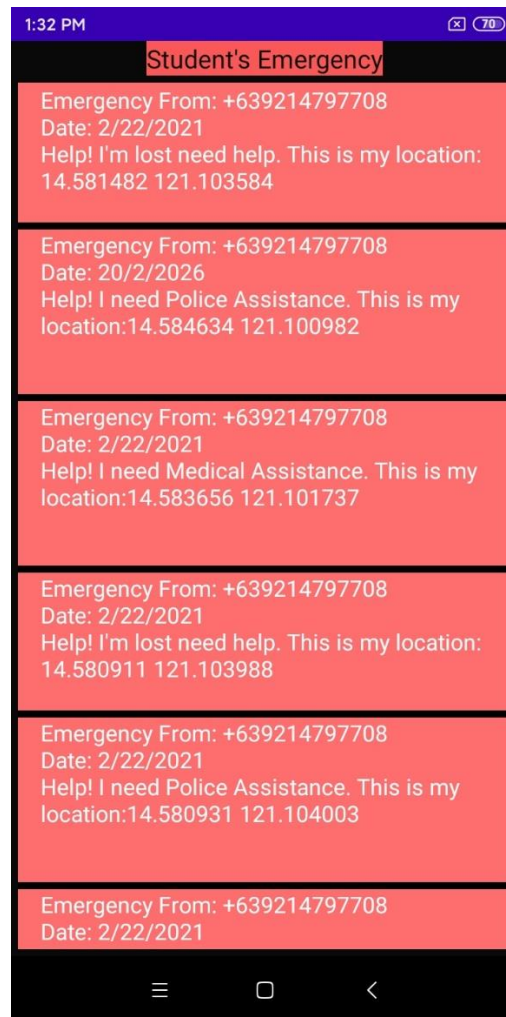 1:32 PM
70
Student's Emergency
Emergency From: +639214797708
Date: 2/22/2021
Help! I'm lost need help. This is my location:
14.581482 121.103584
Emergency From: +639214797708
Date: 20/2/2026
Help! I need Police Assistance. This is my
location:14.584634 121.100982
Emergency From: +639214797708
Date: 2/22/2021
Help! I need Medical Assistance. This is my
location:14.583656 121.101737
Emergency From: +639214797708
Date: 2/22/2021
Help! I'm lost need help. This is my location:
14.580911 121.103988
Emergency From: +639214797708
Date: 2/22/2021
Help! I need Police Assistance. This is my
location:14.580931 121.104003
Emergency From: +639214797708
Date: 2/22/2021